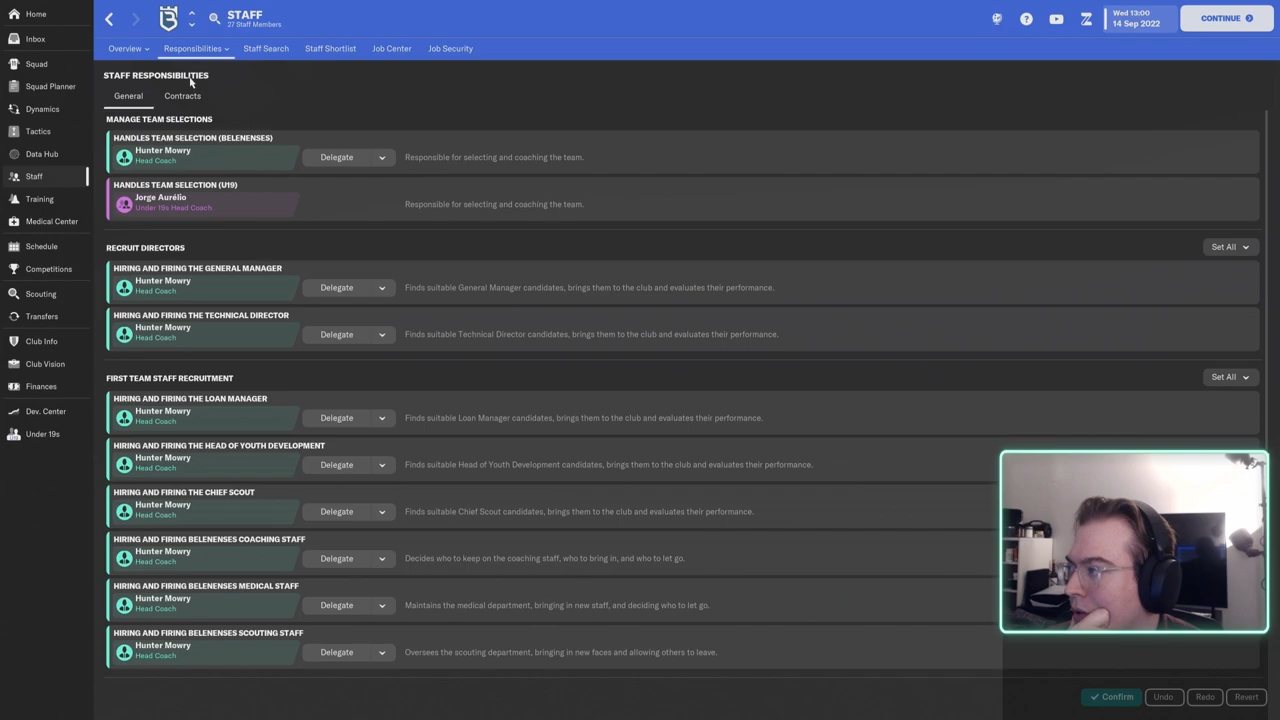 Home
Inbox
Squad
Squad Planner
Dynamics
Tactics
Data Hub
Staff
Training
Medical Center
Schedule
Competitions
Scouting
Transfers
Club Info
Club Vision
Finances
Dev. Center
Under 19s
STAFF
27 Staff Members
Wed 13:00
14 Sep 2022
CONTINUE
Overview
Responsibilities
Staff Search
Staff Shortlist
Job Center
Job Security
STAFF RESPONSIBILITIES
General
Contracts
MANAGE TEAM SELECTIONS
HANDLES TEAM SELECTION (BELENENSES)
Hunter Mowry
Head Coach
Delegate
Responsible for selecting and coaching the team.
HANDLES TEAM SELECTION (U19)
Jorge Aurélio
Under 19s Head Coach
Responsible for selecting and coaching the team.
RECRUIT DIRECTORS
Set All
HIRING AND FIRING THE GENERAL MANAGER
Hunter Mowry
Head Coach
Delegate
Finds suitable General Manager candidates, brings them to the club and evaluates their performance.
HIRING AND FIRING THE TECHNICAL DIRECTOR
Hunter Mowry
Head Coach
Delegate
Finds suitable Technical Director candidates, brings them to the club and evaluates their performance.
FIRST TEAM STAFF RECRUITMENT
Set All
HIRING AND FIRING THE LOAN MANAGER
Hunter Mowry
Head Coach
Delegate
Finds suitable Loan Manager candidates, brings them to the club and evaluates their performance.
HIRING AND FIRING THE HEAD OF YOUTH DEVELOPMENT
Hunter Mowry
Head Coach
Delegate
Finds suitable Head of Youth Development candidates, brings them to the club and evaluates their performance.
HIRING AND FIRING THE CHIEF SCOUT
Hunter Mowry
Head Coach
Delegate
Finds suitable Chief Scout candidates, brings them to the club and evaluates their performance.
HIRING AND FIRING BELENENSES COACHING STAFF
Hunter Mowry
Head Coach
Delegate
Decides who to keep on the coaching staff, who to bring in, and who to let go.
HIRING AND FIRING BELENENSES MEDICAL STAFF
Hunter Mowry
Head Coach
Delegate
Maintains the medical department, bringing in new staff, and deciding who to let go.
HIRING AND FIRING BELENENSES SCOUTING STAFF
Hunter Mowry
Head Coach
Delegate
Oversees the scouting department, bringing in new faces and allowing others to leave.
Confirm
Undo
Redo
Revert